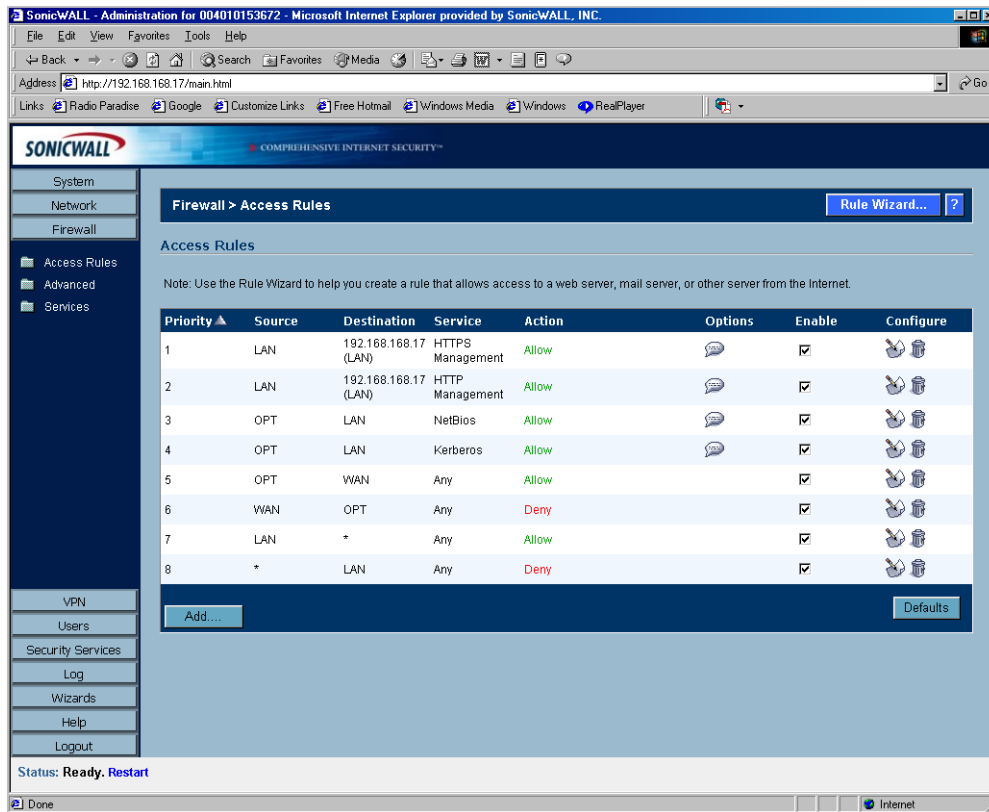 SonicWALL - Administration for 004010153672 - Microsoft Internet Explorer provided by SonicWALL, INC.
File Edit View Favorites Tools Help
Back Search Favorites Media
Address http://192.168.168.17/main.html Go
Links Radio Paradise Google Customize Links Free Hotmail Windows Media Windows RealPlayer
SONICWALL COMPREHENSIVE INTERNET SECURITY™
System
Network
Firewall
Access Rules
Advanced
Services
VPN
Users
Security Services
Log
Wizards
Help
Logout
Firewall > Access Rules Rule Wizard... ?
Access Rules
Note: Use the Rule Wizard to help you create a rule that allows access to a web server, mail server, or other server from the Internet.
Priority Source Destination Service Action Options Enable Configure
1 LAN 192.168.168.17 (LAN) HTTPS Management Allow
2 LAN 192.168.168.17 (LAN) HTTP Management Allow
3 OPT LAN NetBios Allow
4 OPT LAN Kerberos Allow
5 OPT WAN Any Allow
6 WAN OPT Any Deny
7 LAN * Any Allow
8 * LAN Any Deny
Add.... Defaults
Status: Ready. Restart
Done Internet